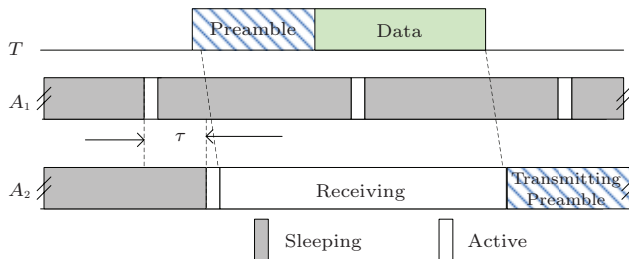 Preamble
Data
T
A₁
τ
A₂
Receiving
Transmitting
Preamble
Sleeping
Active